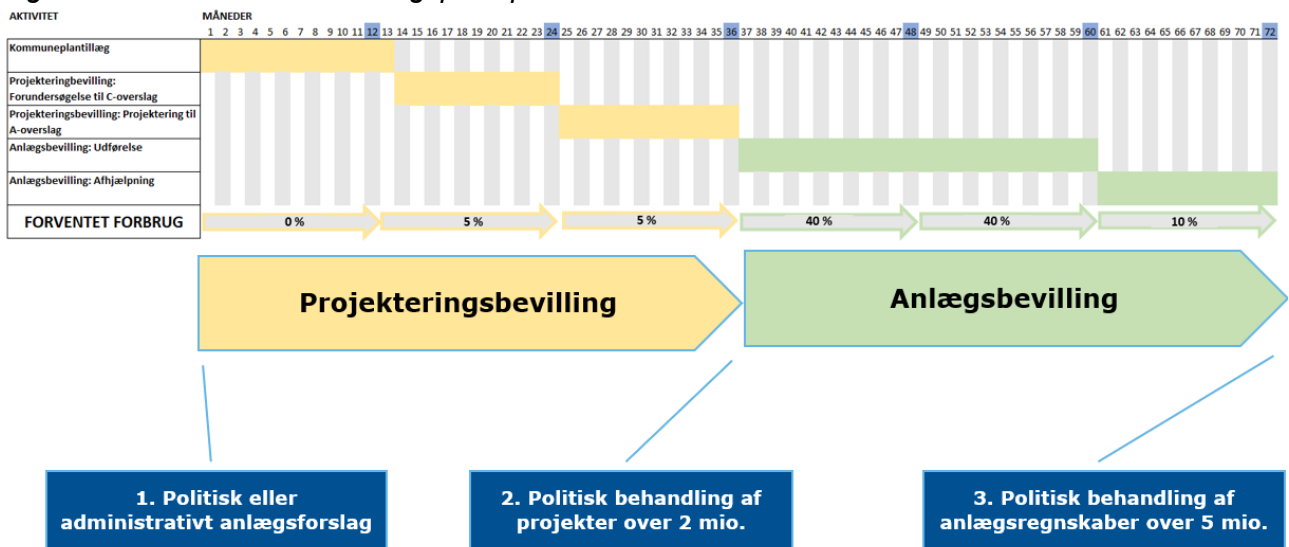 AKTIVITET MÅNEDER
1 2 3 4 5 6 7 8 9 10 11 12 13 14 15 16 17 18 19 20 21 22 23 24 25 26 27 28 29 30 31 32 33 34 35 36 37 38 39 40 41 42 43 44 45 46 47 48 49 50 51 52 53 54 55 56 57 58 59 60 61 62 63 64 65 66 67 68 69 70 71 72
Kommuneplantillæg
Projekteringbevilling:
Forundersøgelse til C-overslag
Projekteringsbevilling: Projektering til
A-overslag
Anlægsbevilling: Udførelse
Anlægsbevilling: Afhjælpning
FORVENTET FORBRUG 0 % 5 % 5 % 40 % 40 % 10 %
Projekteringsbevilling
Anlægsbevilling
1. Politisk eller
administrativt anlægsforslag
2. Politisk behandling af
projekter over 2 mio.
3. Politisk behandling af
anlægsregnskaber over 5 mio.